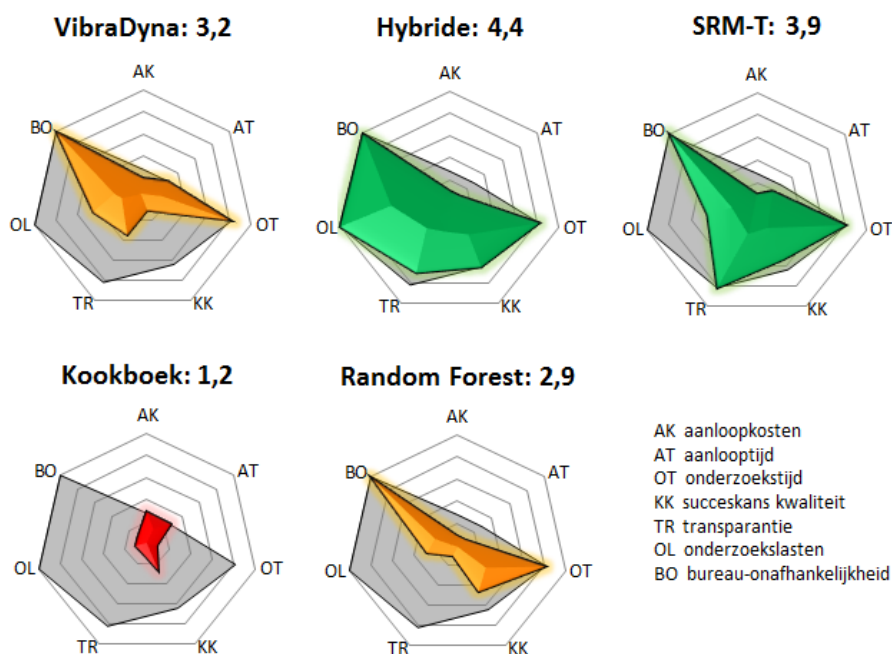 VibraDyna: 3,2
Hybride: 4,4
SRM-T: 3,9
AK
AT
OT
KK
TR
OL
BO
AK
AT
OT
KK
TR
OL
BO
AK
AT
OT
KK
TR
OL
BO
Kookboek: 1,2
Random Forest: 2,9
AK
AT
OT
KK
TR
OL
BO
AK
AT
OT
KK
TR
OL
BO
AK aanloopkosten
AT aanlooptijd
OT onderzoekstijd
KK succeskans kwaliteit
TR transparantie
OL onderzoekslasten
BO bureau-onafhankelijkheid